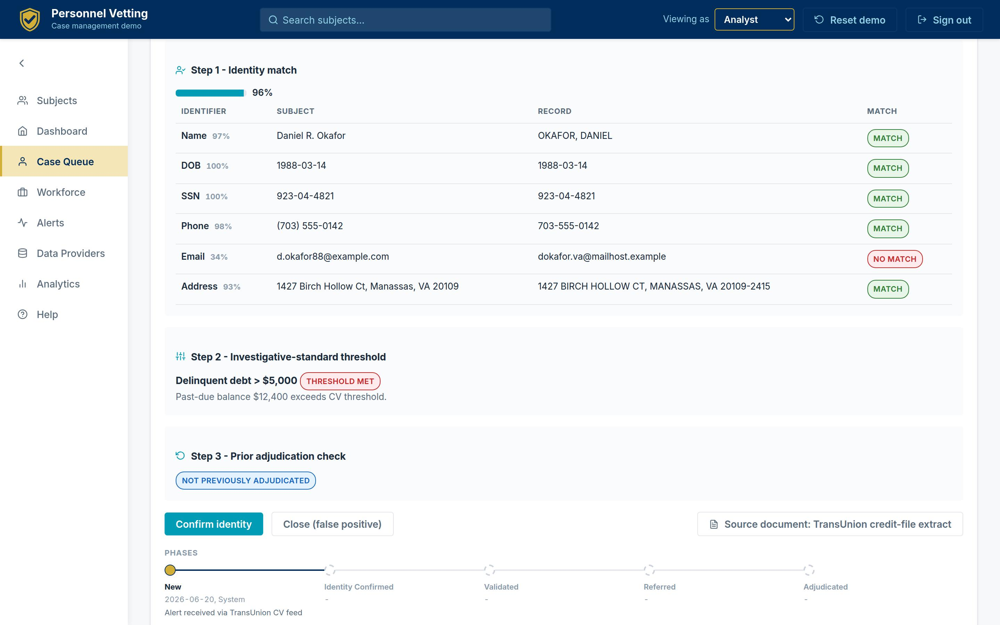 Personnel Vetting
Case management demo
Search subjects...
Viewing as
Analyst
Reset demo
Sign out
Subjects
Dashboard
Case Queue
Workforce
Alerts
Data Providers
Analytics
Help
Step 1 - Identity match
96%
IDENTIFIER SUBJECT RECORD MATCH
Name 97% Daniel R. Okafor OKAFOR, DANIEL MATCH
DOB 100% 1988-03-14 1988-03-14 MATCH
SSN 100% 923-04-4821 923-04-4821 MATCH
Phone 98% (703) 555-0142 703-555-0142 MATCH
Email 34% d.okafor88@example.com dokafor.va@mailhost.example NO MATCH
Address 93% 1427 Birch Hollow Ct, Manassas, VA 20109 1427 BIRCH HOLLOW CT, MANASSAS, VA 20109-2415 MATCH
Step 2 - Investigative-standard threshold
Delinquent debt > $5,000 THRESHOLD MET
Past-due balance $12,400 exceeds CV threshold.
Step 3 - Prior adjudication check
NOT PREVIOUSLY ADJUDICATED
Confirm identity
Close (false positive)
Source document: TransUnion credit-file extract
PHASES
New Identity Confirmed Validated Referred Adjudicated
2026-06-20, System - - - -
Alert received via TransUnion CV feed